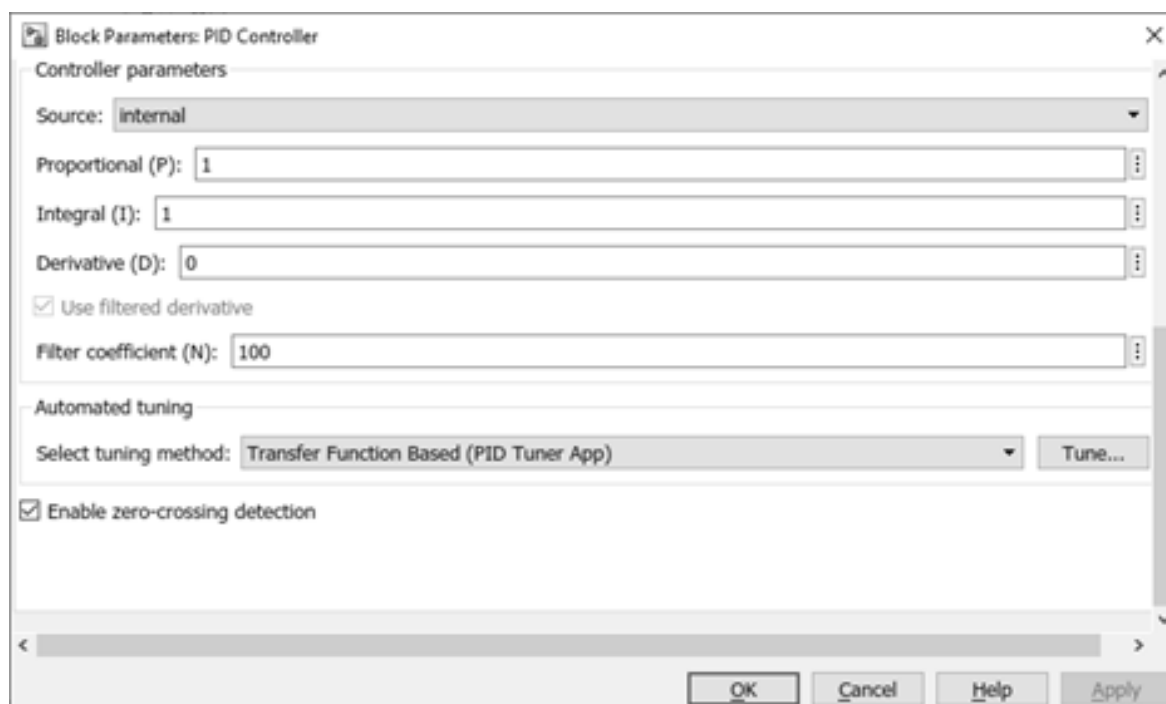 Block Parameters: PID Controller
Controller parameters
Source: internal
Proportional (P): 1
Integral (I): 1
Derivative (D): 0
Use filtered derivative
Filter coefficient (N): 100
Automated tuning
Select tuning method: Transfer Function Based (PID Tuner App) Tune...
Enable zero-crossing detection
OK Cancel Help Apply